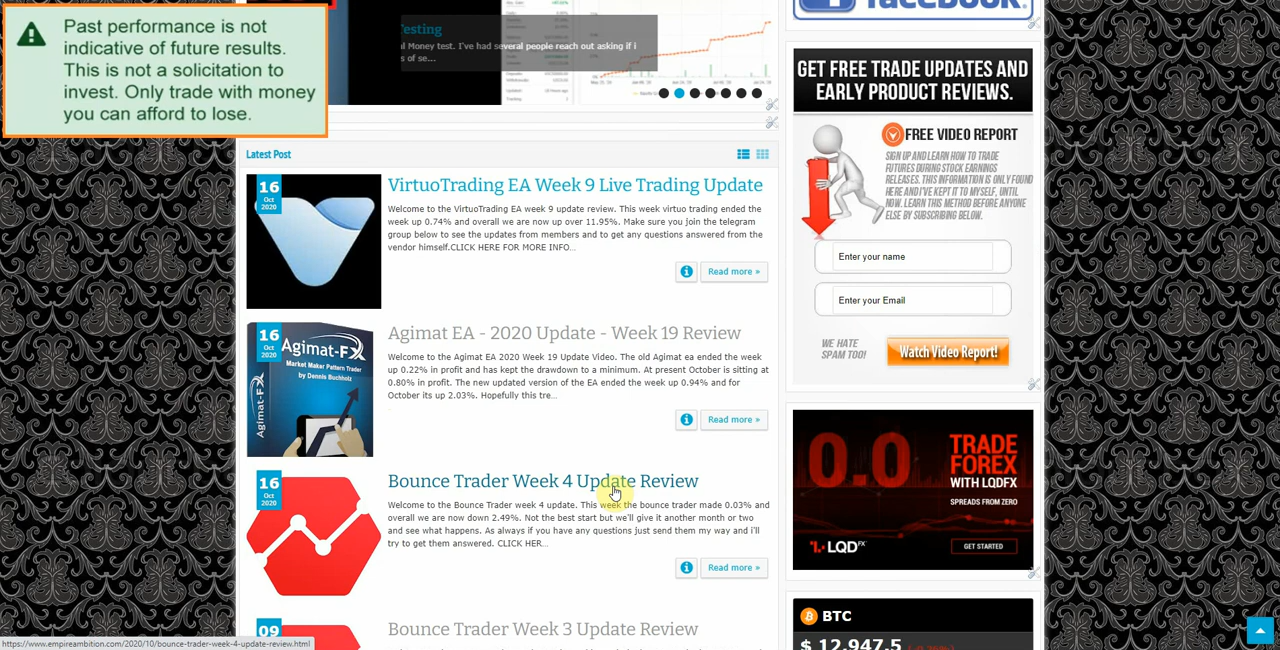 Past performance is not
indicative of future results.
This is not a solicitation to
invest. Only trade with money
you can afford to lose.
Testing
al Money test. I've had several people reach out asking if i
s of se...
Latest Post
16
Oct
2020
VirtuoTrading EA Week 9 Live Trading Update
Welcome to the VirtuoTrading EA week 9 update review. This week virtuo trading ended the
week up 0.74% and overall we are now up over 11.95%. Make sure you join the telegram
group below to see the updates from members and to get any questions answered from the
vendor himself.CLICK HERE FOR MORE INFO...
Read more »
16
Oct
2020
Agimat-FX
Market Maker Pattern Trader
by Dennis Buchholz
Agimat-FX
Agimat EA - 2020 Update - Week 19 Review
Welcome to the Agimat EA 2020 Week 19 Update Video. The old Agimat ea ended the week
up 0.22% in profit and has kept the drawdown to a minimum. At present October is sitting at
0.80% in profit. The new updated version of the EA ended the week up 0.94% and for
October its up 2.03%. Hopefully this tre...
Read more »
16
Oct
2020
Bounce Trader Week 4 Update Review
Welcome to the Bounce Trader week 4 update. This week the bounce trader made 0.03% and
overall we are now down 2.49%. Not the best start but we'll give it another month or two
and see what happens. As always if you have any questions just send them my way and i'll
try to get them answered. CLICK HER...
Read more »
09
Bounce Trader Week 3 Update Review
https://www.empireambition.com/2020/10/bounce-trader-week-4-update-review.html
facebook.
GET FREE TRADE UPDATES AND
EARLY PRODUCT REVIEWS.
FREE VIDEO REPORT
SIGN UP AND LEARN HOW TO TRADE
FUTURES DURING STOCK EARNINGS
RELEASES. THIS INFORMATION IS ONLY FOUND
HERE AND I'VE KEPT IT TO MYSELF, UNTIL
NOW. LEARN THIS METHOD BEFORE ANYONE
ELSE BY SUBSCRIBING BELOW.
Enter your name
Enter your Email
WE HATE
SPAM TOO!
Watch Video Report!
0.0
TRADE
FOREX
WITH LQDFX
SPREADS FROM ZERO
LQD FX
GET STARTED
BTC
$ 12,947.5